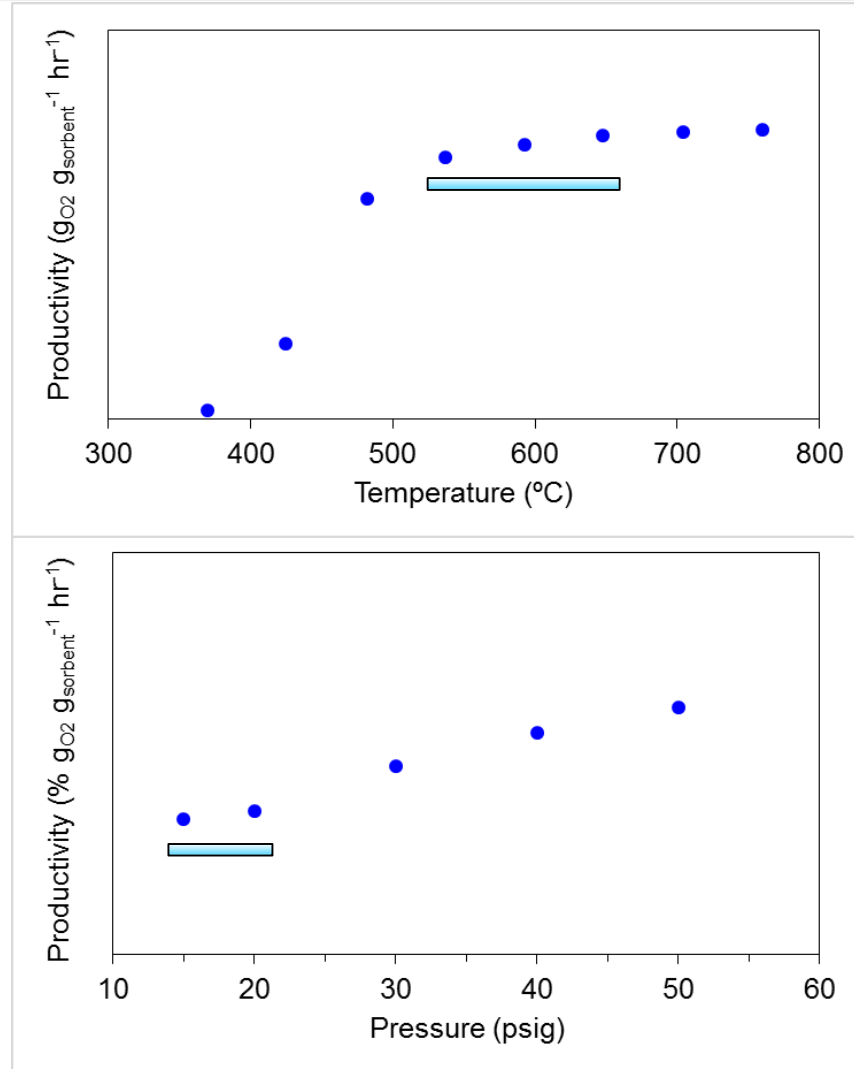 Productivity (gO2 gsorbent-1 hr-1)
300 400 500 600 700 800
Temperature (ºC)
Productivity (% gO2 gsorbent-1 hr-1)
10 20 30 40 50 60
Pressure (psig)